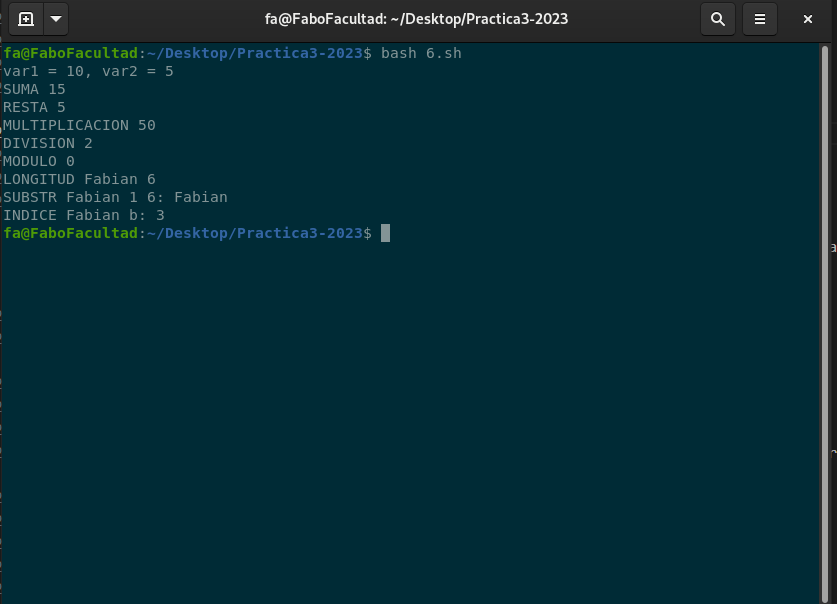 fa@FaboFacultad: ~/Desktop/Practica3-2023
fa@FaboFacultad:~/Desktop/Practica3-2023$ bash 6.sh
var1 = 10, var2 = 5
SUMA 15
RESTA 5
MULTIPLICACION 50
DIVISION 2
MODULO 0
LONGITUD Fabian 6
SUBSTR Fabian 1 6: Fabian
INDICE Fabian b: 3
fa@FaboFacultad:~/Desktop/Practica3-2023$